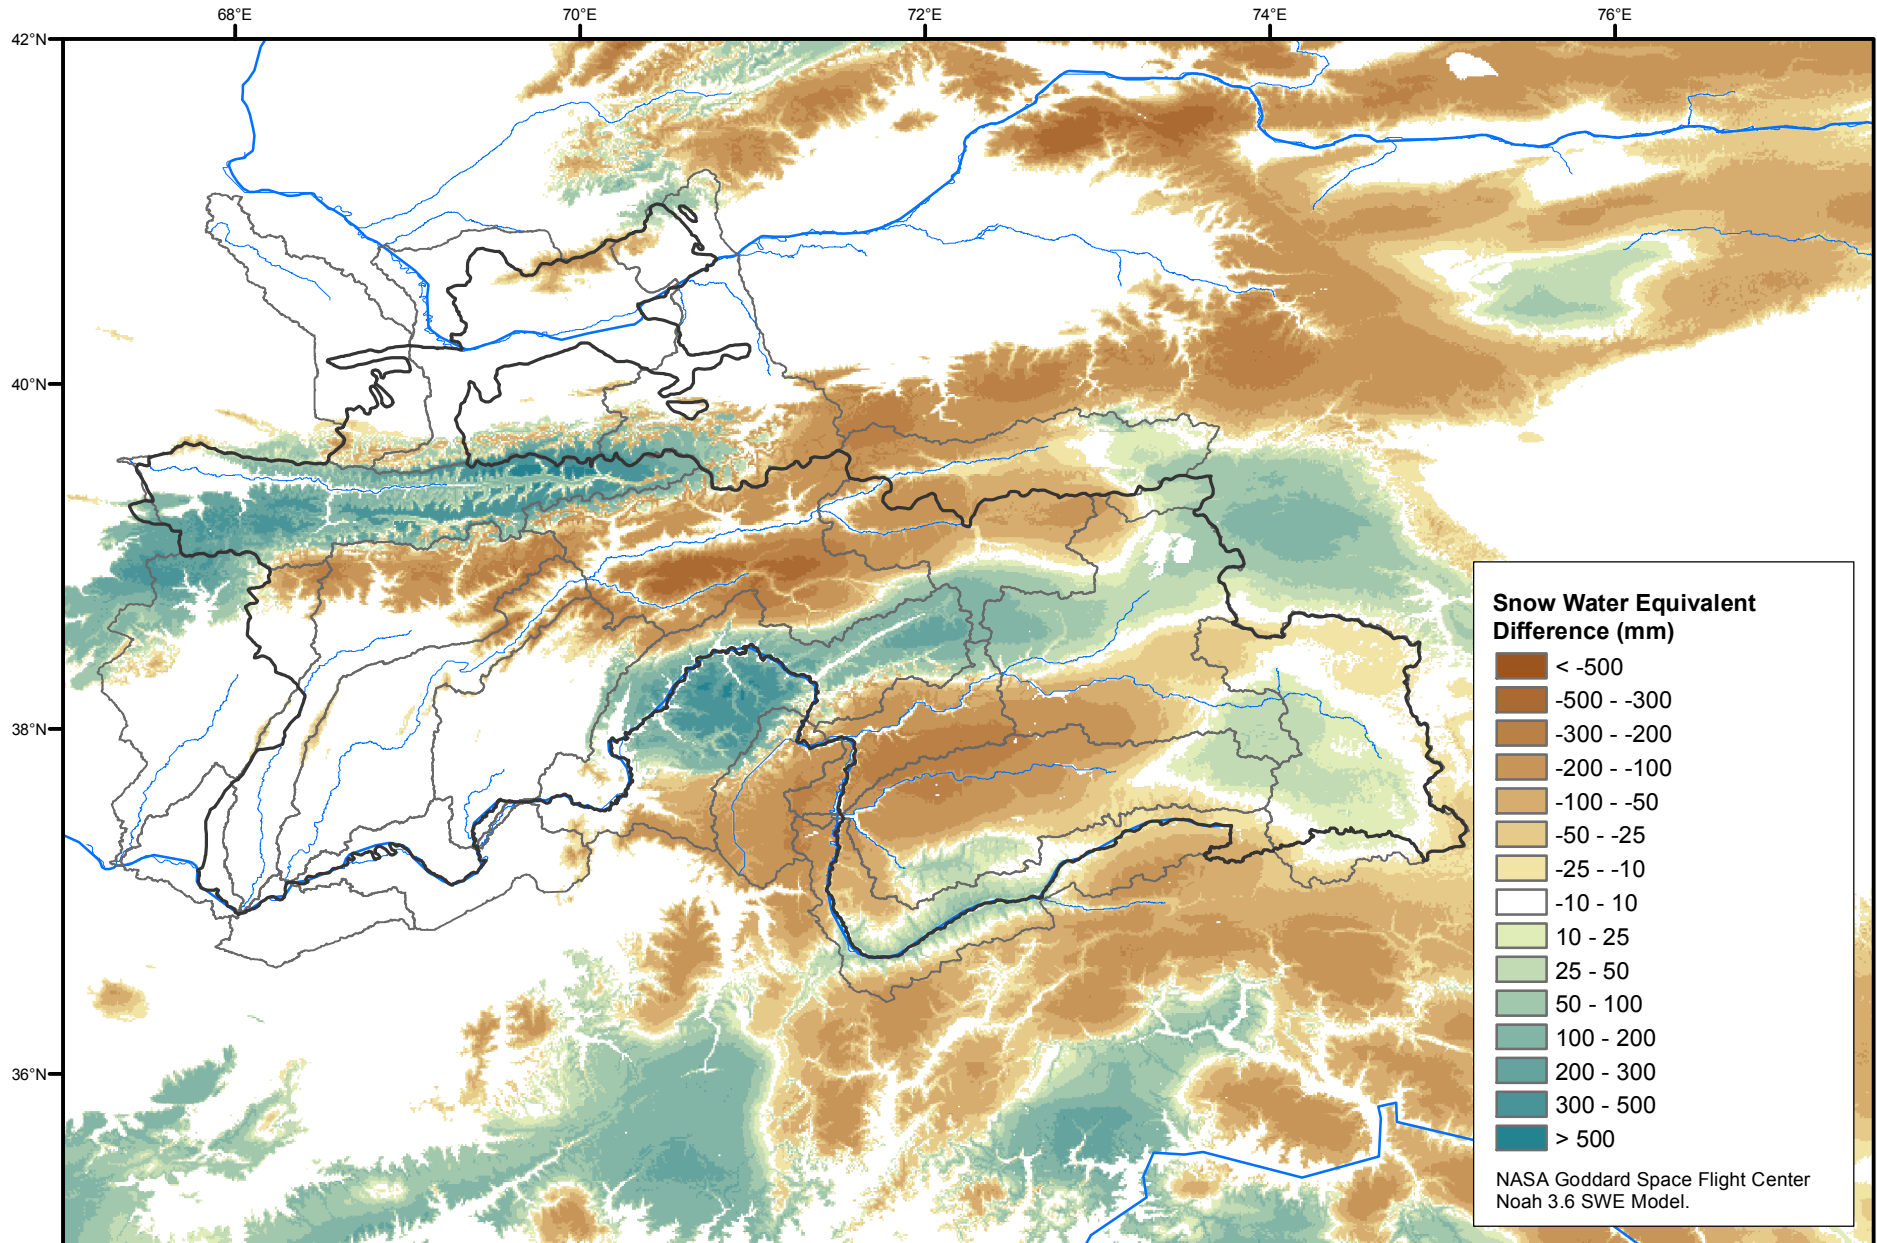 68°E
70°E
72°E
74°E
76°E
42°N
40°N
38°N
36°N
Snow Water Equivalent
Difference (mm)
< -500
-500 - -300
-300 - -200
-200 - -100
-100 - -50
-50 - -25
-25 - -10
-10 - 10
10 - 25
25 - 50
50 - 100
100 - 200
200 - 300
300 - 500
> 500
NASA Goddard Space Flight Center
Noah 3.6 SWE Model.